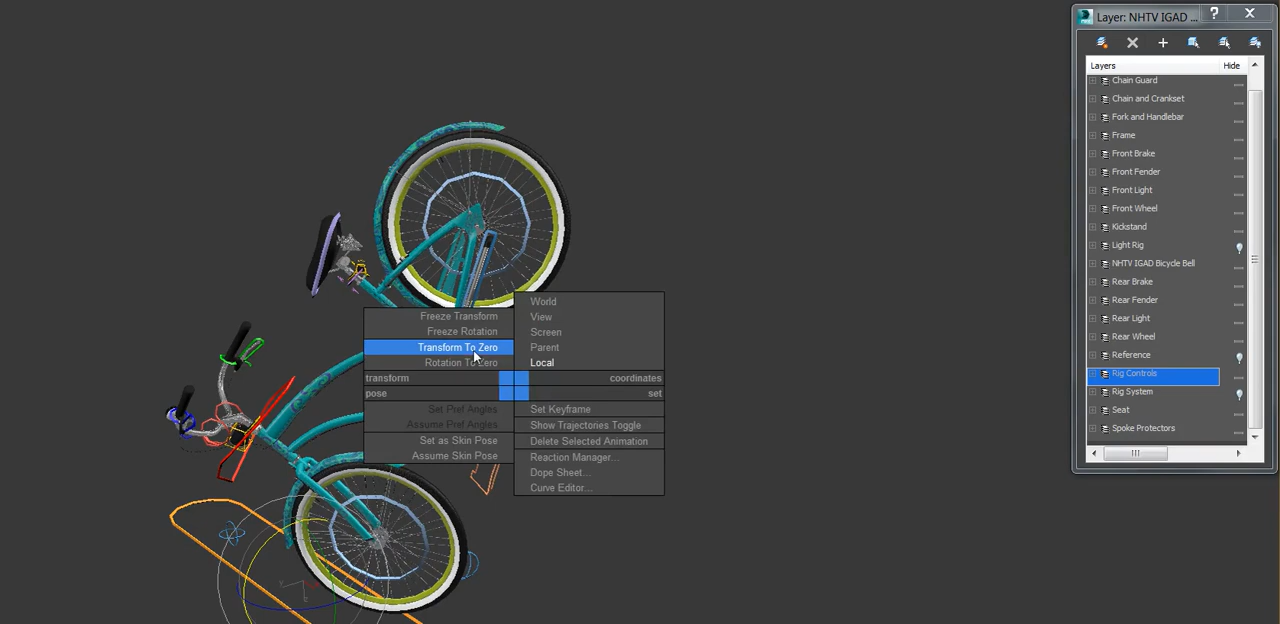 Layer: NHTV IGAD ...
?
Layers Hide
Chain Guard
Chain and Crankset
Fork and Handlebar
Frame
Front Brake
Front Fender
Front Light
Front Wheel
Kickstand
Light Rig
NHTV IGAD Bicycle Bell
Rear Brake
Rear Fender
Rear Light
Rear Wheel
Reference
Rig Controls
Rig System
Seat
Spoke Protectors
World
View
Screen
Parent
Local
Freeze Transform
Freeze Rotation
Transform To Zero
Rotation To Zero
transform
coordinates
pose
set
Set Pref Angles
Assume Pref Angles
Set as Skin Pose
Assume Skin Pose
Set Keyframe
Show Trajectories Toggle
Delete Selected Animation
Reaction Manager...
Dope Sheet...
Curve Editor...